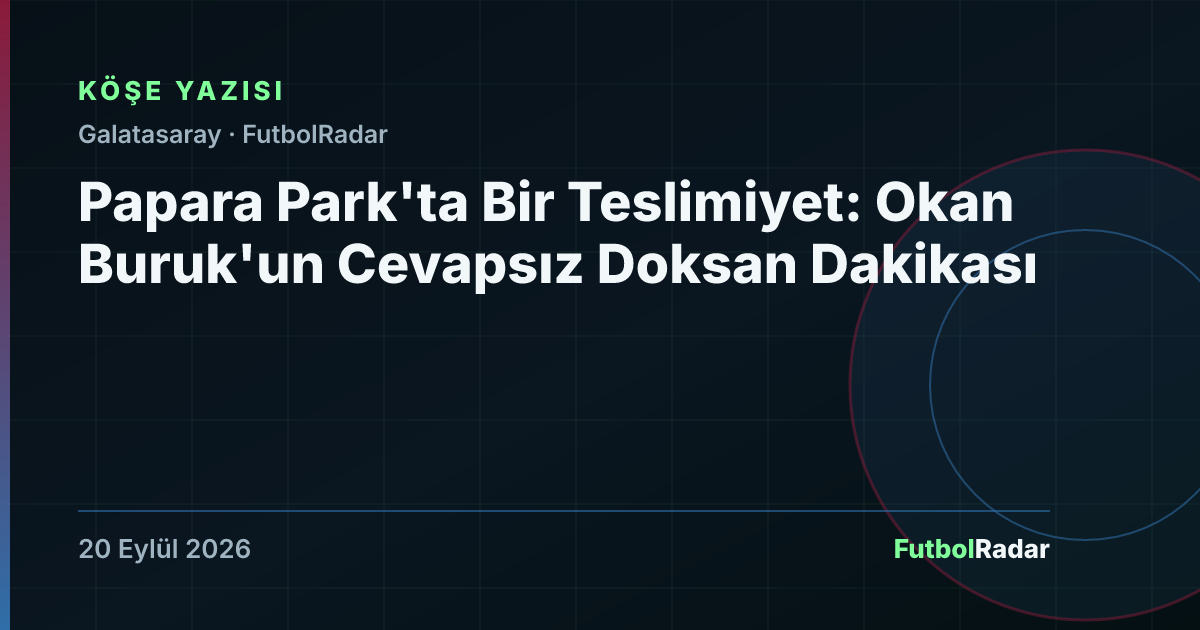 KÖŞE YAZISI
Galatasaray · FutbolRadar
Papara Park'ta Bir Teslimiyet: Okan
Buruk'un Cevapsız Doksan Dakikası
20 Eylül 2026
FutbolRadar